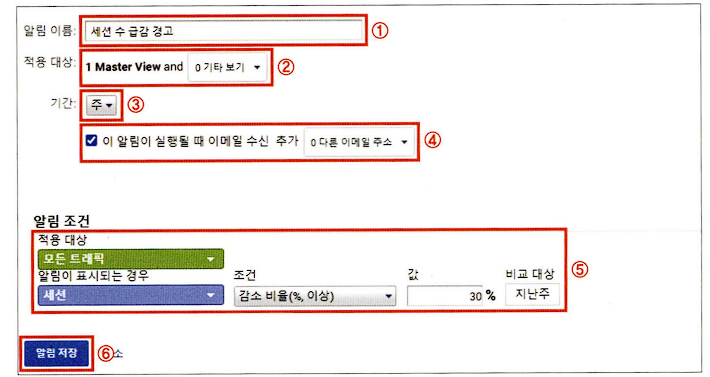 알림 이름: 세션 수 급감 경고 ①
적용 대상: 1 Master View and 0 기타 보기 ②
기간: 주 ③
이 알림이 실행될 때 이메일 수신 추가 0 다른 이메일 주소 ④
알림 조건
적용 대상
모든 트래픽
알림이 표시되는 경우 조건 값 비교 대상 ⑤
세션 감소 비율(%, 이상) 30 % 지난주
알림 저장 ⑥ 소